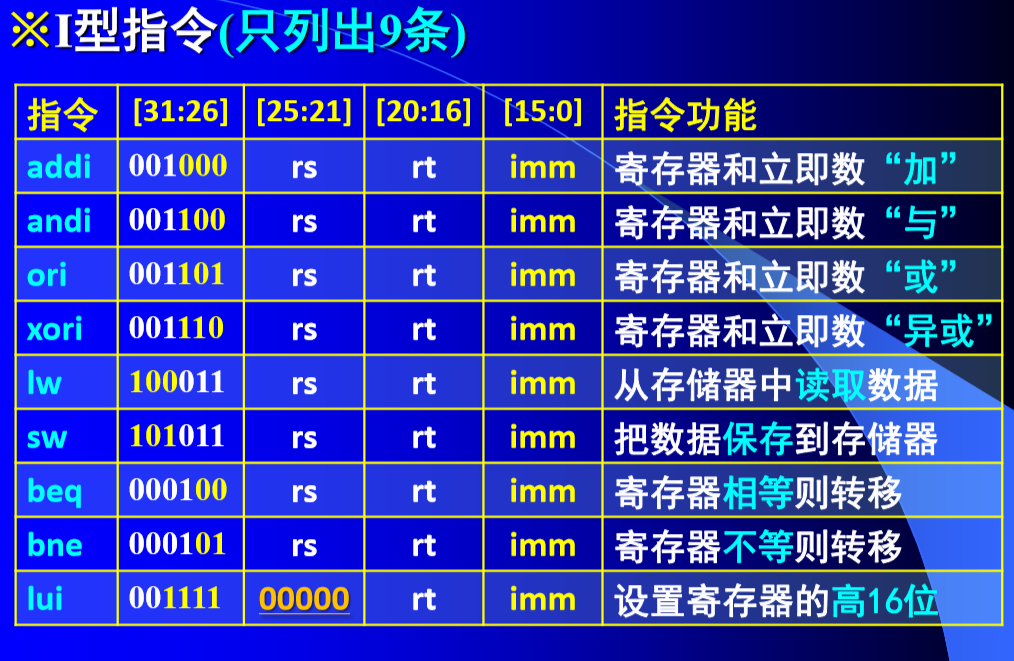 ※I型指令(只列出9条)
指令 [31:26] [25:21] [20:16] [15:0] 指令功能
addi 001000 rs rt imm 寄存器和立即数“加”
andi 001100 rs rt imm 寄存器和立即数“与”
ori 001101 rs rt imm 寄存器和立即数“或”
xori 001110 rs rt imm 寄存器和立即数“异或”
lw 100011 rs rt imm 从存储器中读取数据
sw 101011 rs rt imm 把数据保存到存储器
beq 000100 rs rt imm 寄存器相等则转移
bne 000101 rs rt imm 寄存器不等则转移
lui 001111 00000 rt imm 设置寄存器的高16位